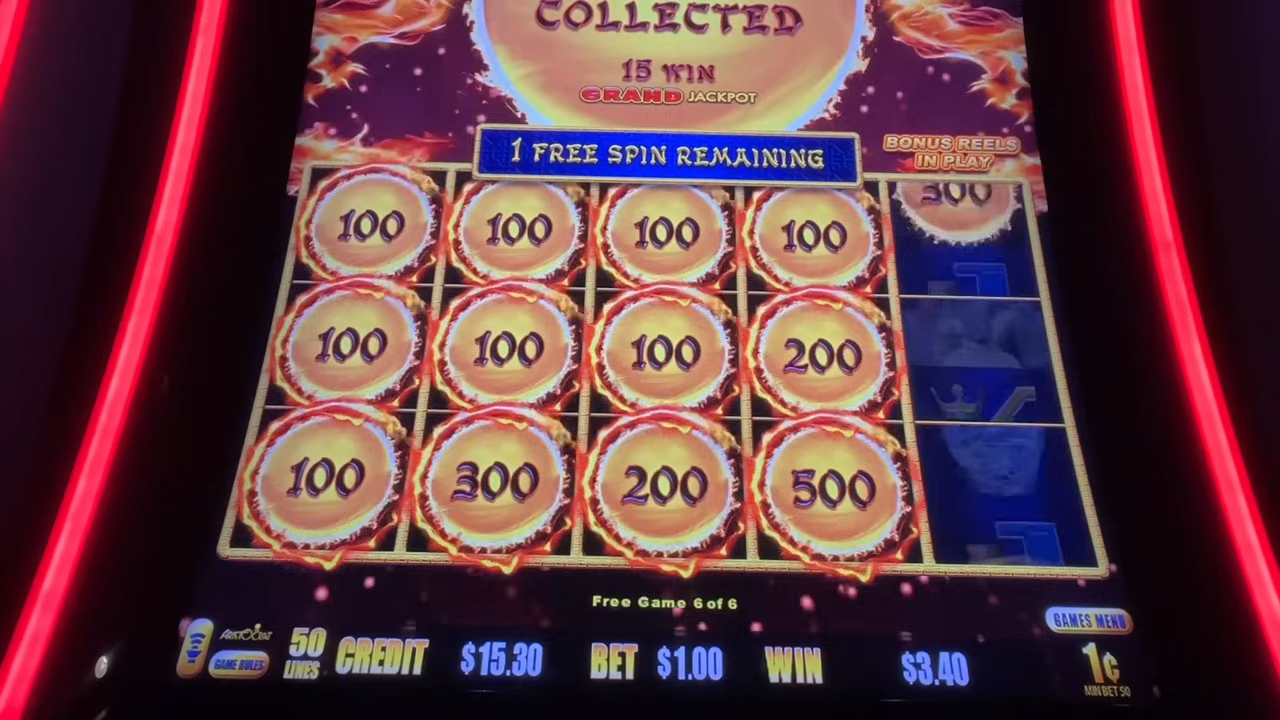 COLLECTED
15 WIN
GRAND JACKPOT
1 FREE SPIN REMAINING
BONUS REELS
IN PLAY
100 100 100 100 300
100 100 100 200
100 300 200 500
Free Game 6 of 6
GAMES MENU
ARISTOCRAT
GAME RULES
50
LINES
CREDIT $15.30 BET $1.00 WIN $3.40
1¢
MIN BET 50